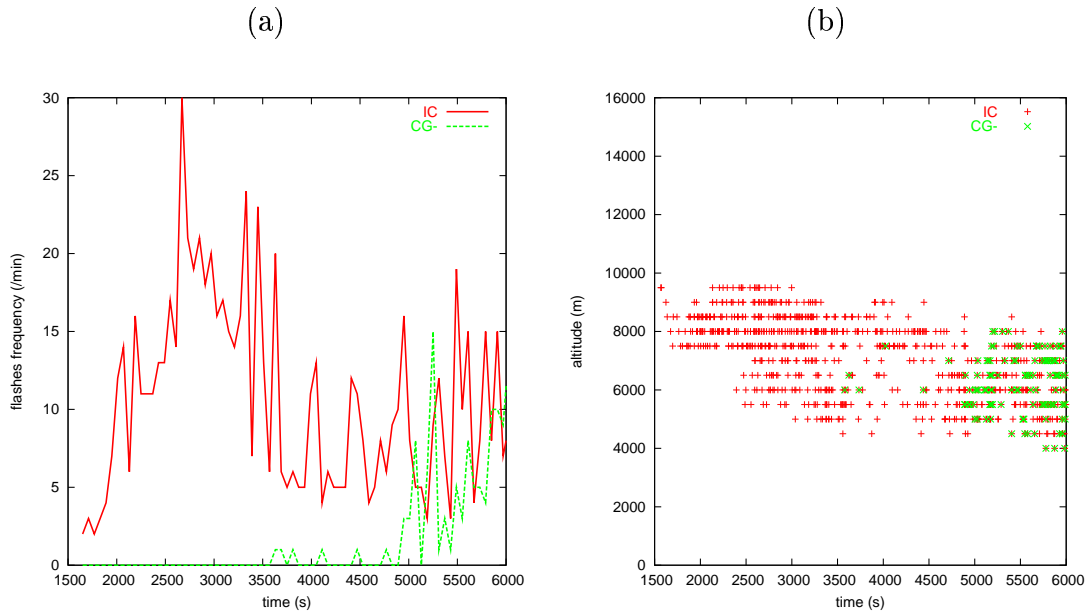 (a)
30
25
20
15
10
5
0
1500 2000 2500 3000 3500 4000 4500 5000 5500 6000
flashes frequency (/min)
time (s)
IC
CG-
(b)
16000
14000
12000
10000
8000
6000
4000
2000
0
1500 2000 2500 3000 3500 4000 4500 5000 5500 6000
altitude (m)
time (s)
IC
CG-